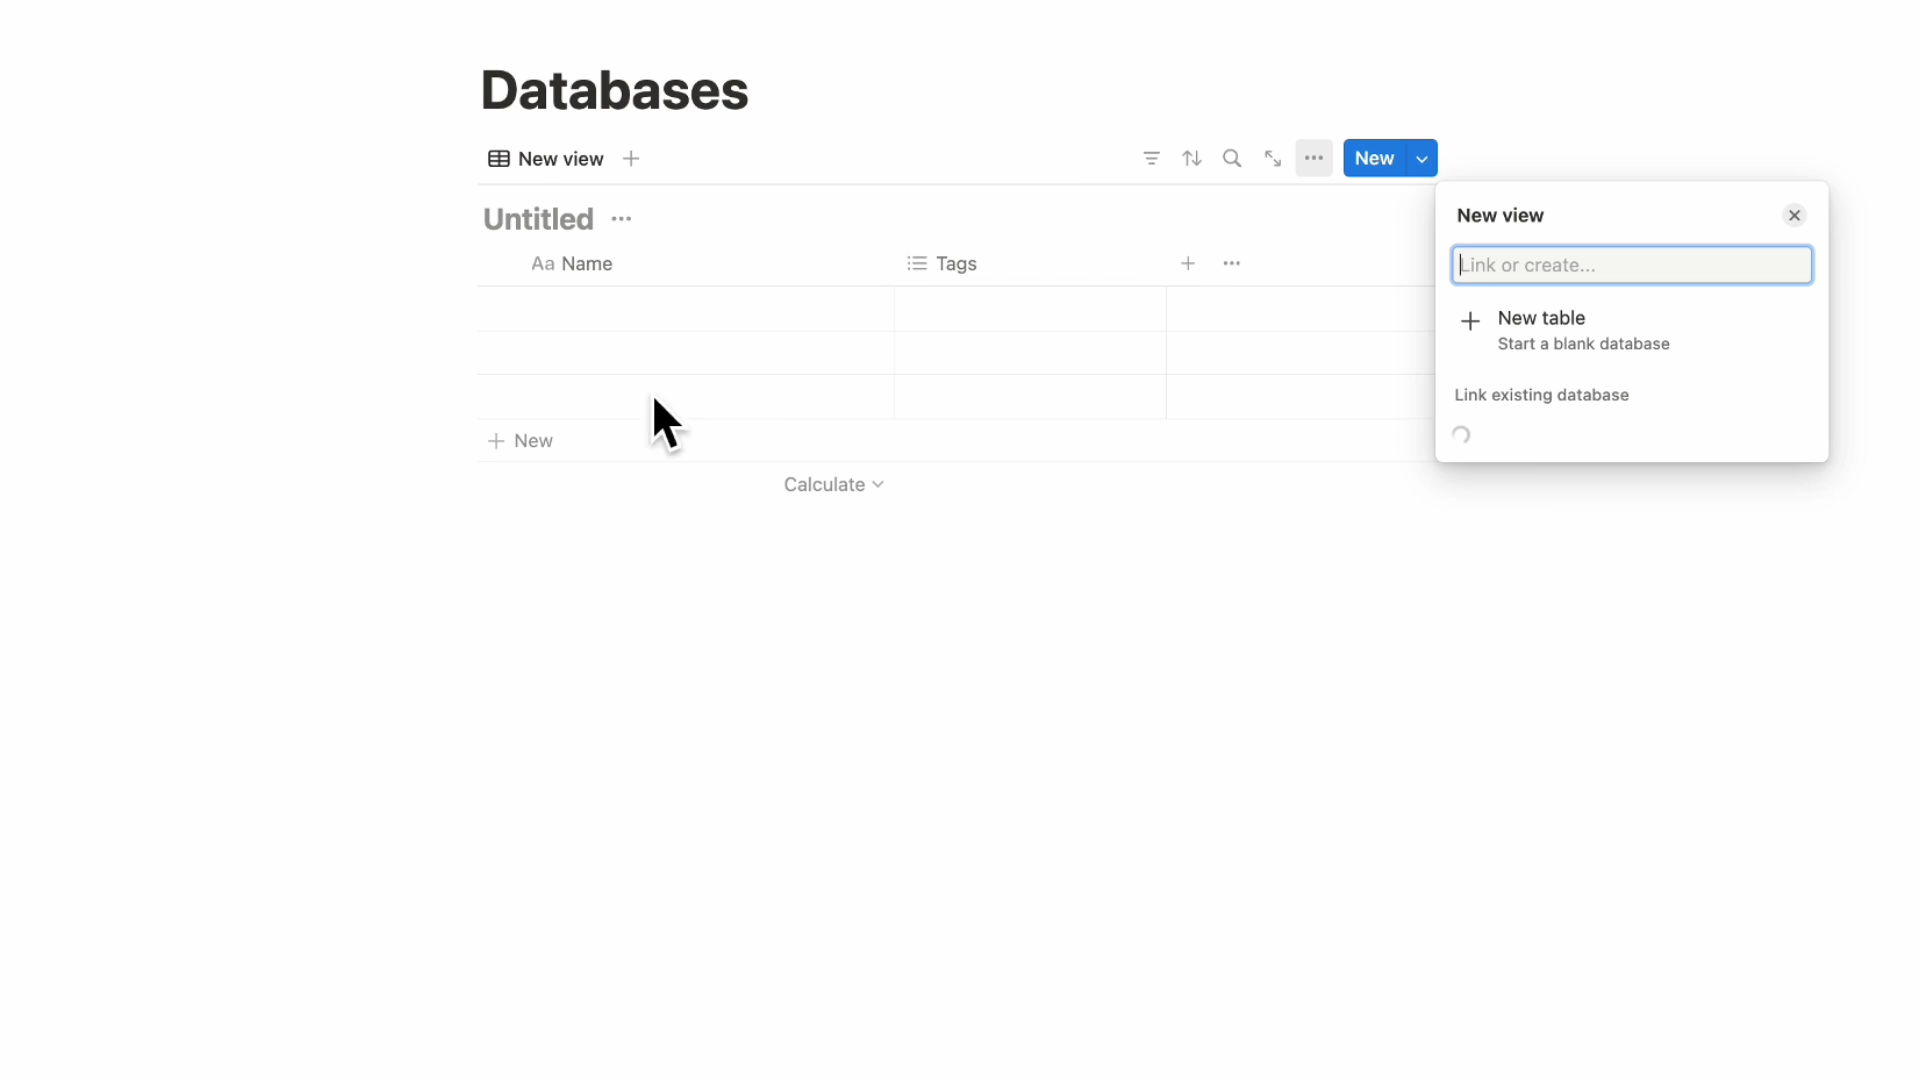 Databases
New view
New
Untitled
Aa Name
Tags
New
Calculate
New view
Link or create...
New table
Start a blank database
Link existing database